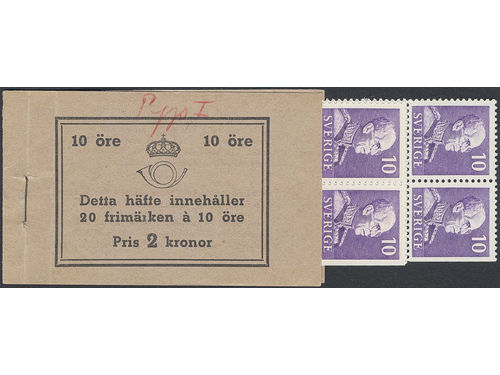 Typ I
10 öre 10 öre
Detta häfte innehåller
20 frimärken à 10 öre
Pris 2 kronor
SVERIGE 10
SVERIGE 10
SVERIGE 10
SVERIGE 10